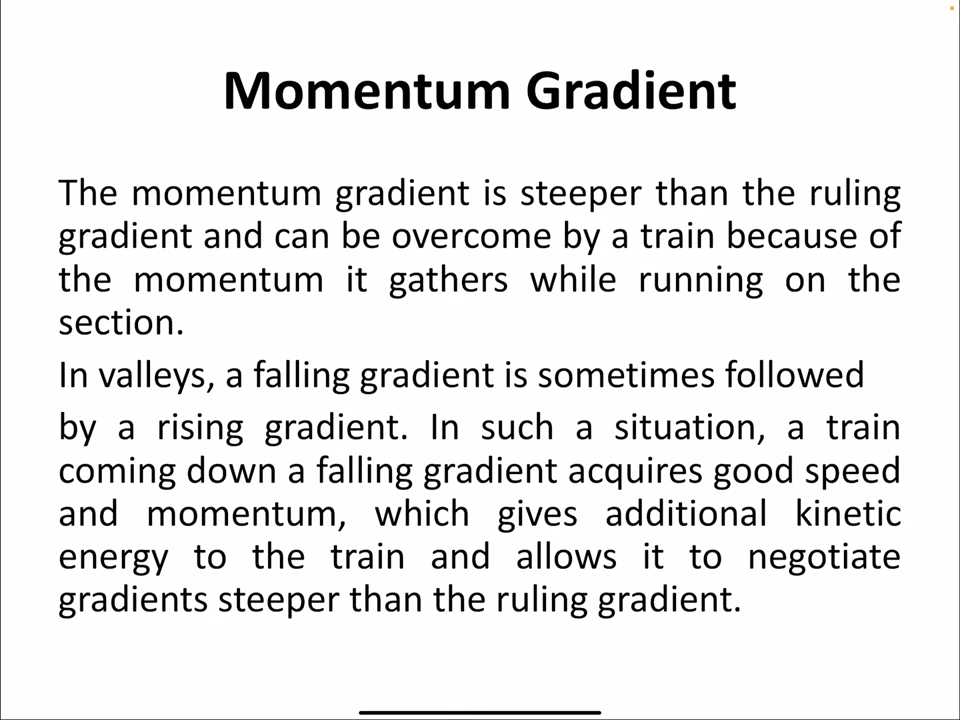 Momentum Gradient
The momentum gradient is steeper than the ruling
gradient and can be overcome by a train because of
the momentum it gathers while running on the
section.
In valleys, a falling gradient is sometimes followed
by a rising gradient. In such a situation, a train
coming down a falling gradient acquires good speed
and momentum, which gives additional kinetic
energy to the train and allows it to negotiate
gradients steeper than the ruling gradient.